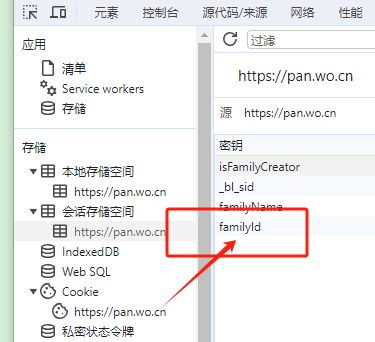 元素 控制台 源代码/来源 网络 性能
应用
清单
Service workers
存储
存储
本地存储空间
https://pan.wo.cn
会话存储空间
https://pan.wo.cn
IndexedDB
Web SQL
Cookie
https://pan.wo.cn
私密状态令牌
过滤
https://pan.wo.cn
源 https://pan.wo.cn
密钥
isFamilyCreator
_bl_sid
familyName
familyId